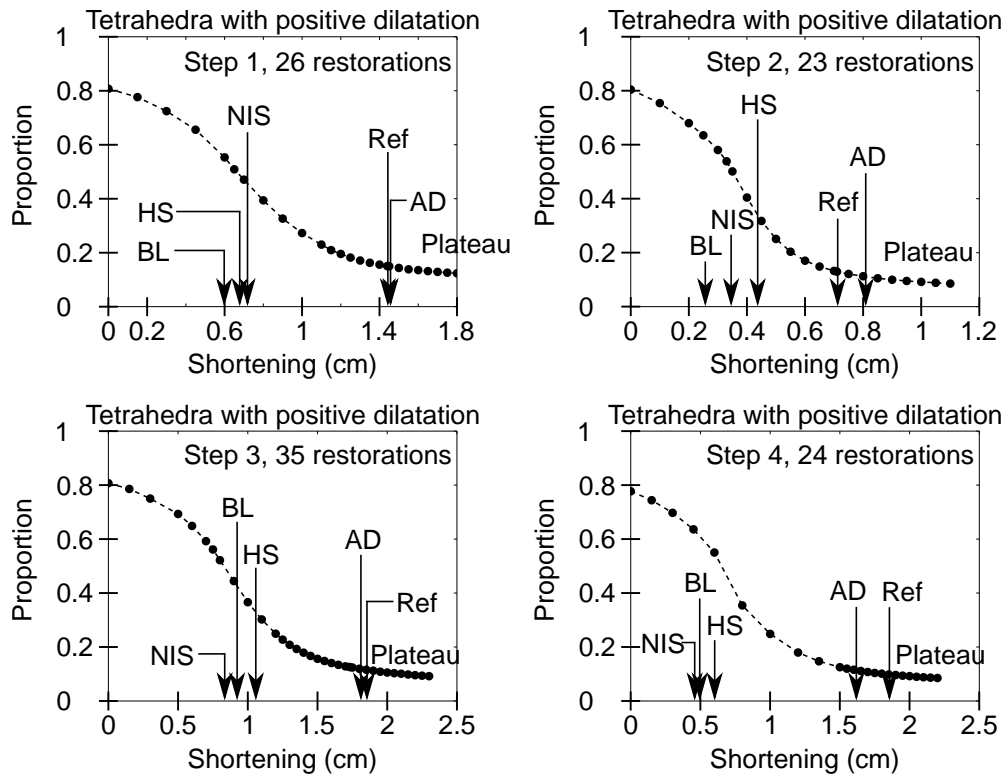 Tetrahedra with positive dilatation
Step 1, 26 restorations
Proportion
1
0.8
0.6
0.4
0.2
0
NIS
Ref
HS
AD
BL
Plateau
0 0.2 0.6 1 1.4 1.8
Shortening (cm)
Tetrahedra with positive dilatation
Step 2, 23 restorations
Proportion
1
0.8
0.6
0.4
0.2
0
HS
AD
NIS
Ref
BL
Plateau
0 0.2 0.4 0.6 0.8 1 1.2
Shortening (cm)
Tetrahedra with positive dilatation
Step 3, 35 restorations
Proportion
1
0.8
0.6
0.4
0.2
0
BL
HS
AD
Ref
NIS
Plateau
0 0.5 1 1.5 2 2.5
Shortening (cm)
Tetrahedra with positive dilatation
Step 4, 24 restorations
Proportion
1
0.8
0.6
0.4
0.2
0
BL
AD
Ref
HS
NIS
Plateau
0 0.5 1 1.5 2 2.5
Shortening (cm)